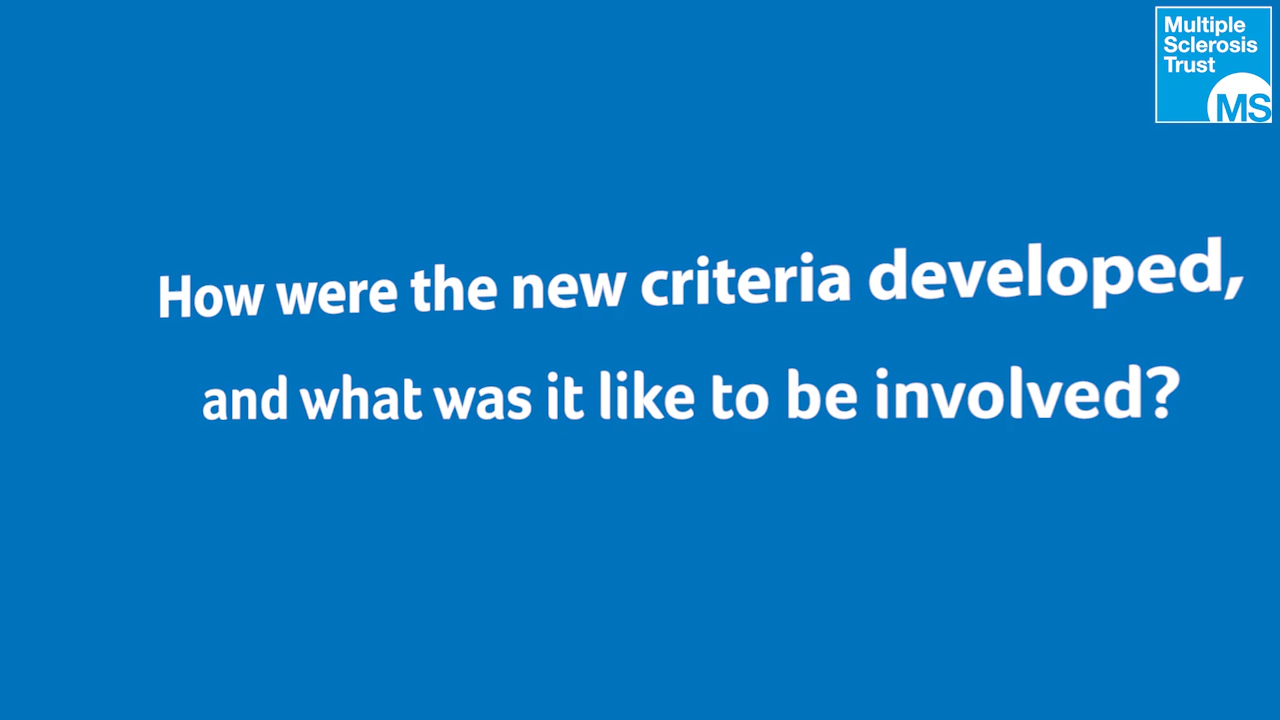 Multiple
Sclerosis
Trust
MS
How were the new criteria developed,
and what was it like to be involved?